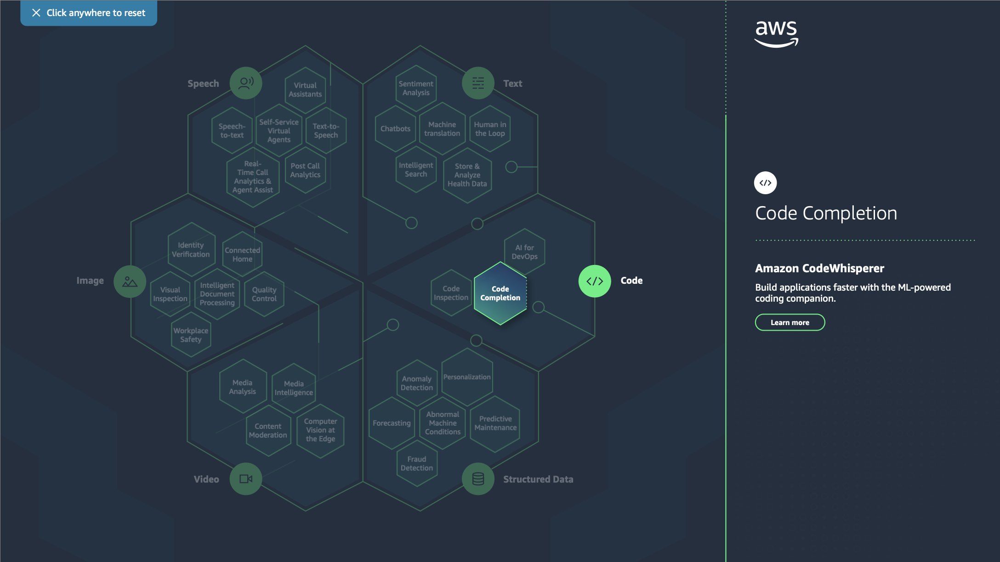 Click anywhere to reset
aws
Speech
Virtual
Assistants
Speech-
to-text
Self-Service
Virtual
Agents
Text-to-
Speech
Real-
Time Call
Analytics &
Agent Assist
Post Call
Analytics
Text
Sentiment
Analysis
Chatbots
Machine
translation
Human in
the Loop
Intelligent
Search
Store &
Analyze
Health Data
Image
Identity
Verification
Connected
Home
Visual
Inspection
Intelligent
Document
Processing
Quality
Control
Workplace
Safety
Code
AI for
DevOps
Code
Inspection
Code
Completion
Video
Media
Analysis
Media
Intelligence
Content
Moderation
Computer
Vision at
the Edge
Structured Data
Anomaly
Detection
Personalization
Forecasting
Abnormal
Machine
Conditions
Predictive
Maintenance
Fraud
Detection
Code Completion
Amazon CodeWhisperer
Build applications faster with the ML-powered
coding companion.
Learn more